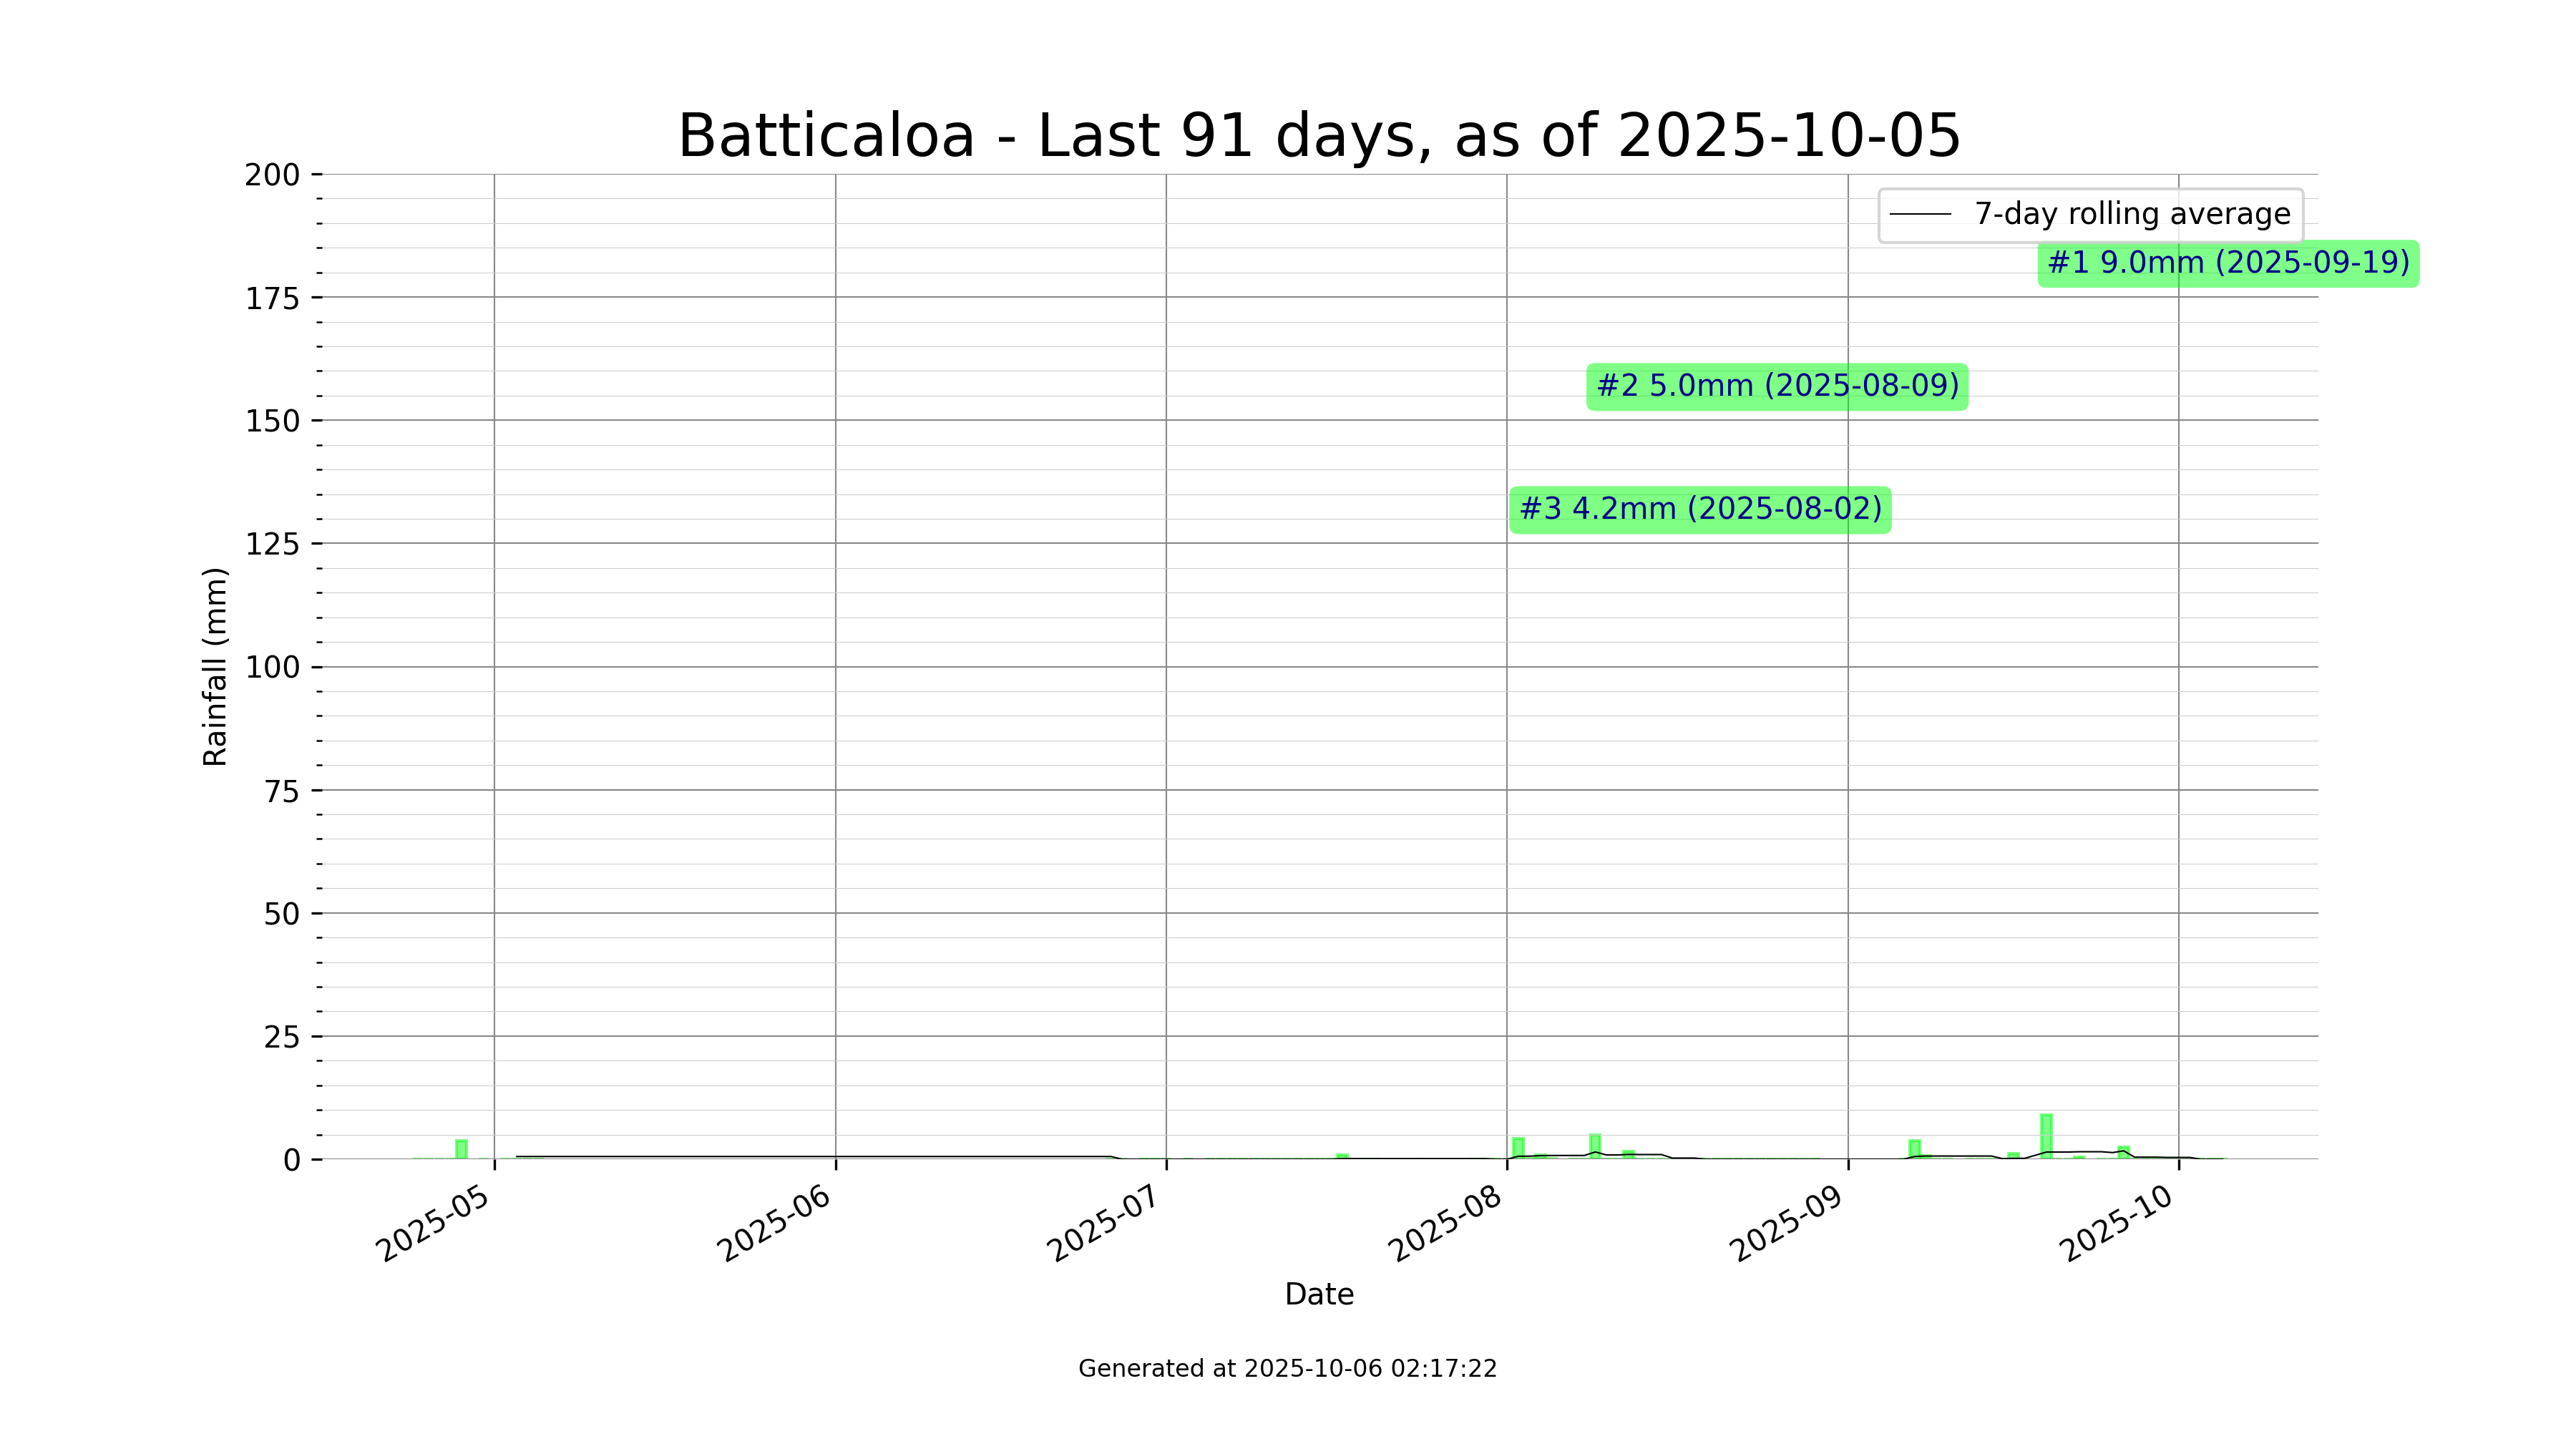 Batticaloa - Last 91 days, as of 2025-10-05
200
175
150
125
100
75
50
25
0
Rainfall (mm)
7-day rolling average
#1 9.0mm (2025-09-19)
#2 5.0mm (2025-08-09)
#3 4.2mm (2025-08-02)
2025-05
2025-06
2025-07
2025-08
2025-09
2025-10
Date
Generated at 2025-10-06 02:17:22